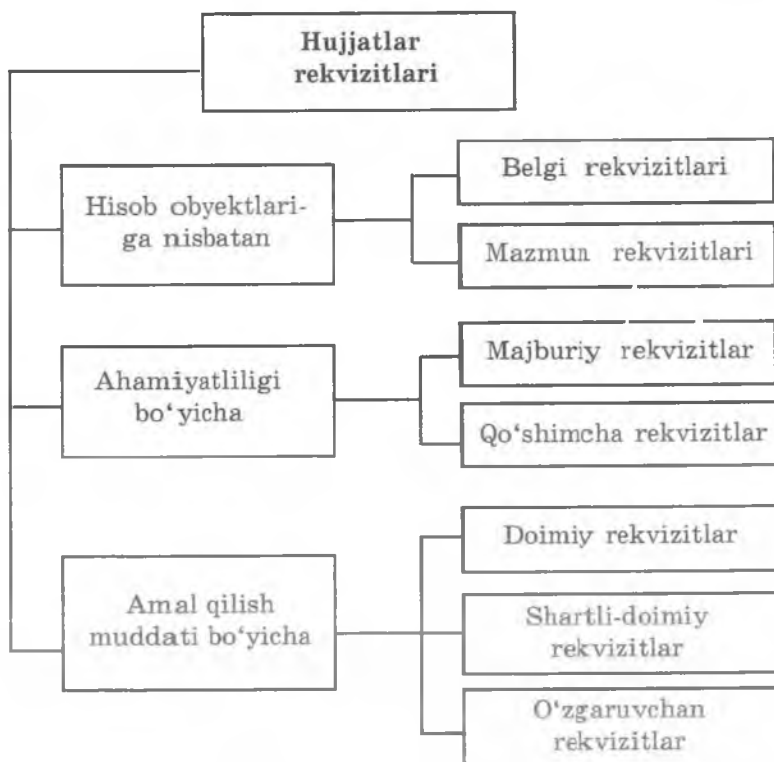 Hujjatlar
rekvizitlari
Hisob obyektlari-
ga nisbatan
Belgi rekvizitlari
Mazmun rekvizitlari
Ahamiyatliligi
bo‘yicha
Majburiy rekvizitlar
Qo‘shimcha rekvizitlar
Amal qilish
muddati bo‘yicha
Doimiy rekvizitlar
Shartli-doimiy
rekvizitlar
O‘zgaruvchan
rekvizitlar